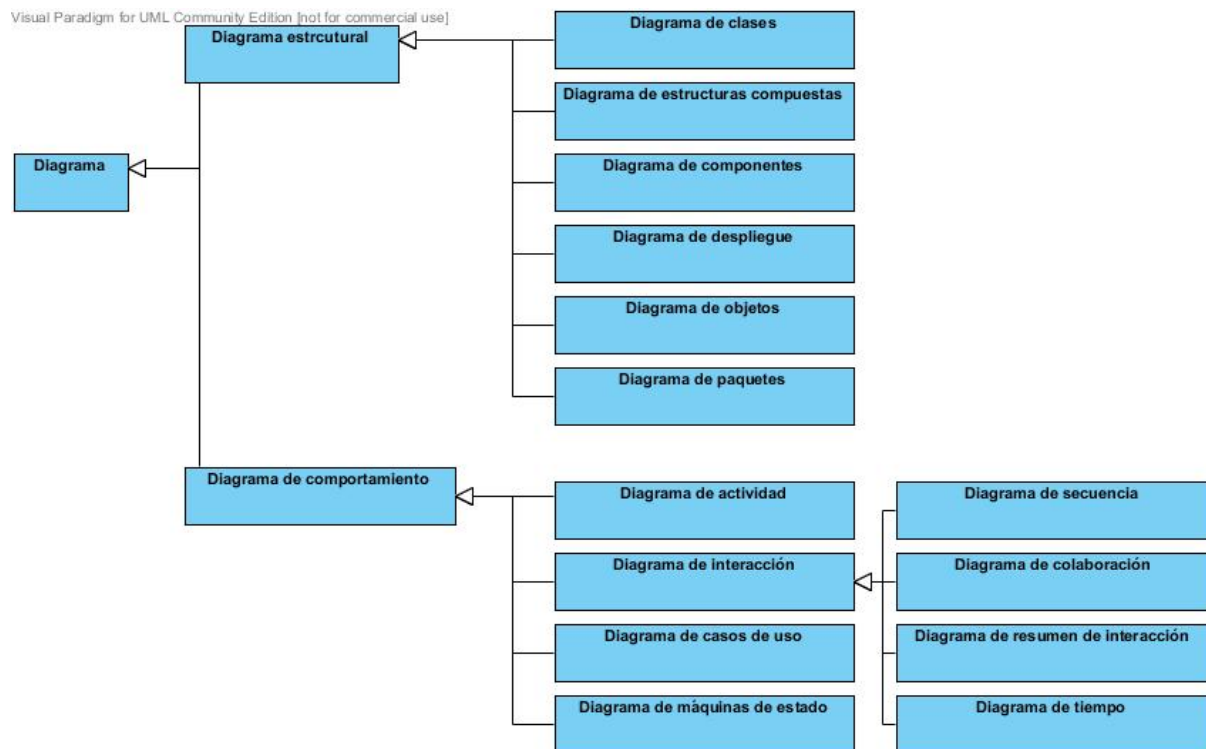 Visual Paradigm for UML Community Edition [not for commercial use]
Diagrama estrcutural
Diagrama de clases
Diagrama de estructuras compuestas
Diagrama
Diagrama de componentes
Diagrama de despliegue
Diagrama de objetos
Diagrama de paquetes
Diagrama de comportamiento
Diagrama de actividad
Diagrama de secuencia
Diagrama de interacción
Diagrama de colaboración
Diagrama de casos de uso
Diagrama de resumen de interacción
Diagrama de máquinas de estado
Diagrama de tiempo